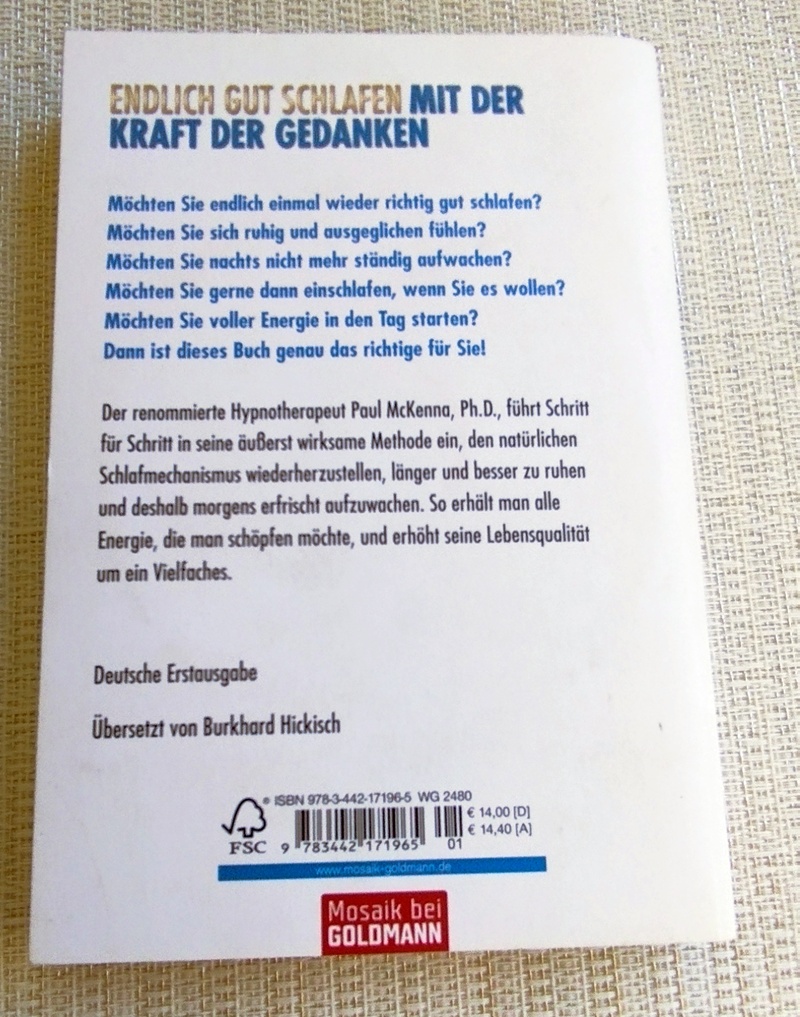 ENDLICH GUT SCHLAFEN MIT DER
KRAFT DER GEDANKEN
Möchten Sie endlich einmal wieder richtig gut schlafen?
Möchten Sie sich ruhig und ausgeglichen fühlen?
Möchten Sie nachts nicht mehr ständig aufwachen?
Möchten Sie gerne dann einschlafen, wenn Sie es wollen?
Möchten Sie voller Energie in den Tag starten?
Dann ist dieses Buch genau das richtige für Sie!
Der renommierte Hypnotherapeut Paul McKenna, Ph.D., führt Schritt
für Schritt in seine äußerst wirksame Methode ein, den natürlichen
Schlafmechanismus wiederherzustellen, länger und besser zu ruhen
und deshalb morgens erfrischt aufzuwachen. So erhält man alle
Energie, die man schöpfen möchte, und erhöht seine Lebensqualität
um ein Vielfaches.
Deutsche Erstausgabe
Übersetzt von Burkhard Hickisch
® ISBN 978-3-442-17196-5 WG 2480
€ 14,00 [D]
€ 14,40 [A]
FSC 9 783442 171965 01
www.mosaik-goldmann.de
Mosaik bei
GOLDMANN